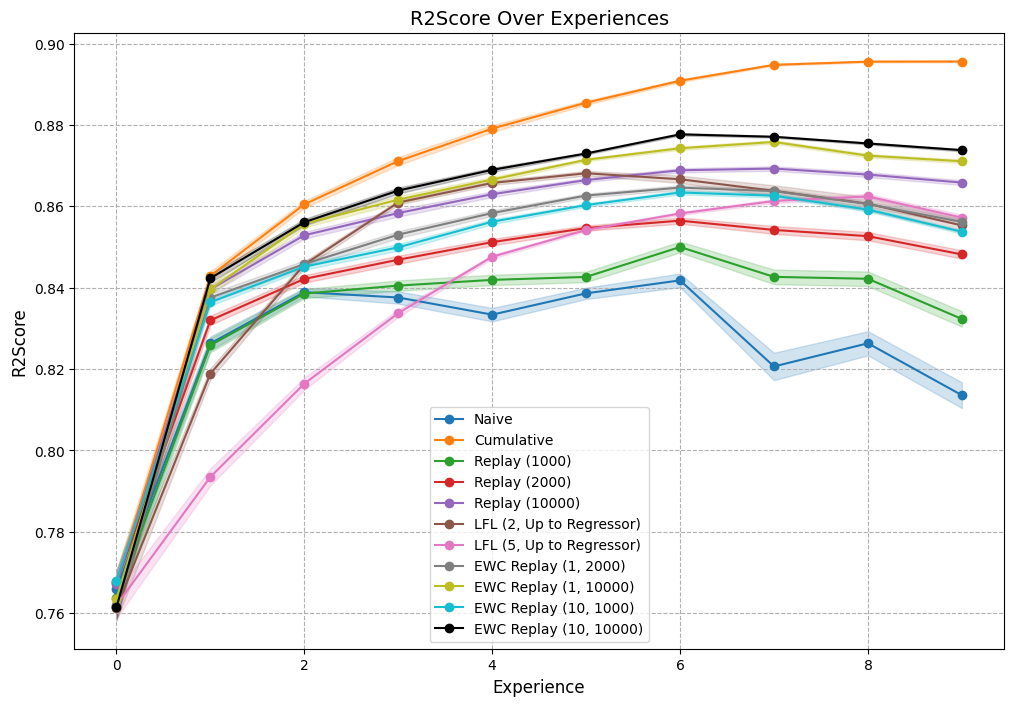 R2Score Over Experiences
R2Score
0.90
0.88
0.86
0.84
0.82
0.80
0.78
0.76
Naive
Cumulative
Replay (1000)
Replay (2000)
Replay (10000)
LFL (2, Up to Regressor)
LFL (5, Up to Regressor)
EWC Replay (1, 2000)
EWC Replay (1, 10000)
EWC Replay (10, 1000)
EWC Replay (10, 10000)
0 2 4 6 8
Experience